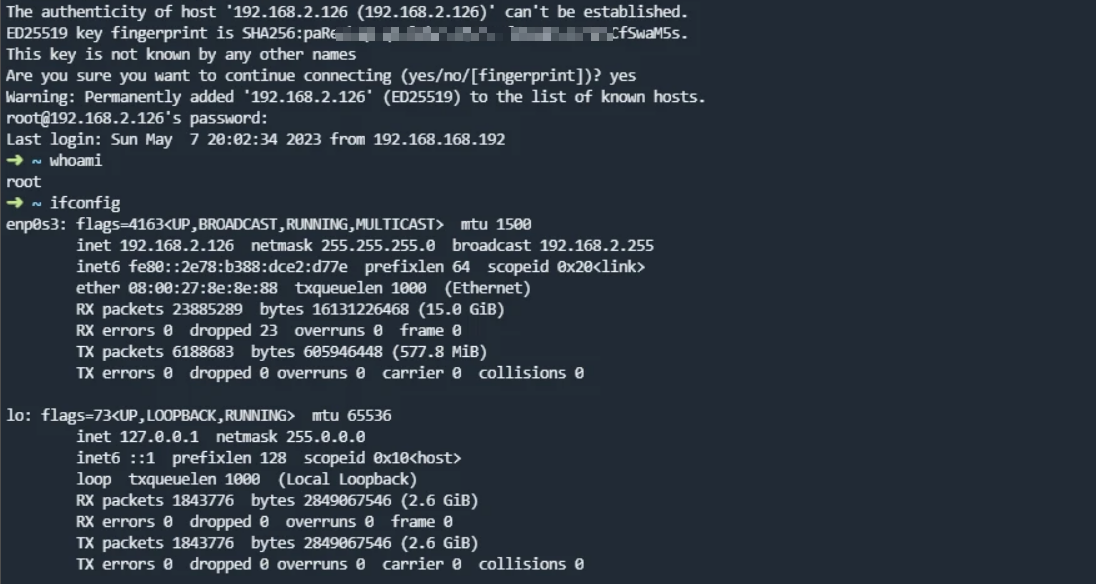 The authenticity of host '192.168.2.126 (192.168.2.126)' can't be established.
ED25519 key fingerprint is SHA256:paRe CfSwaM5s.
This key is not known by any other names
Are you sure you want to continue connecting (yes/no/[fingerprint])? yes
Warning: Permanently added '192.168.2.126' (ED25519) to the list of known hosts.
root@192.168.2.126's password:
Last login: Sun May  7 20:02:34 2023 from 192.168.168.192
➜ ~ whoami
root
➜ ~ ifconfig
enp0s3: flags=4163<UP,BROADCAST,RUNNING,MULTICAST>  mtu 1500
        inet 192.168.2.126  netmask 255.255.255.0  broadcast 192.168.2.255
        inet6 fe80::2e78:b388:dce2:d77e  prefixlen 64  scopeid 0x20<link>
        ether 08:00:27:8e:8e:88  txqueuelen 1000  (Ethernet)
        RX packets 23885289  bytes 16131226468 (15.0 GiB)
        RX errors 0  dropped 23  overruns 0  frame 0
        TX packets 6188683  bytes 605946448 (577.8 MiB)
        TX errors 0  dropped 0 overruns 0  carrier 0  collisions 0

lo: flags=73<UP,LOOPBACK,RUNNING>  mtu 65536
        inet 127.0.0.1  netmask 255.0.0.0
        inet6 ::1  prefixlen 128  scopeid 0x10<host>
        loop  txqueuelen 1000  (Local Loopback)
        RX packets 1843776  bytes 2849067546 (2.6 GiB)
        RX errors 0  dropped 0  overruns 0  frame 0
        TX packets 1843776  bytes 2849067546 (2.6 GiB)
        TX errors 0  dropped 0 overruns 0  carrier 0  collisions 0